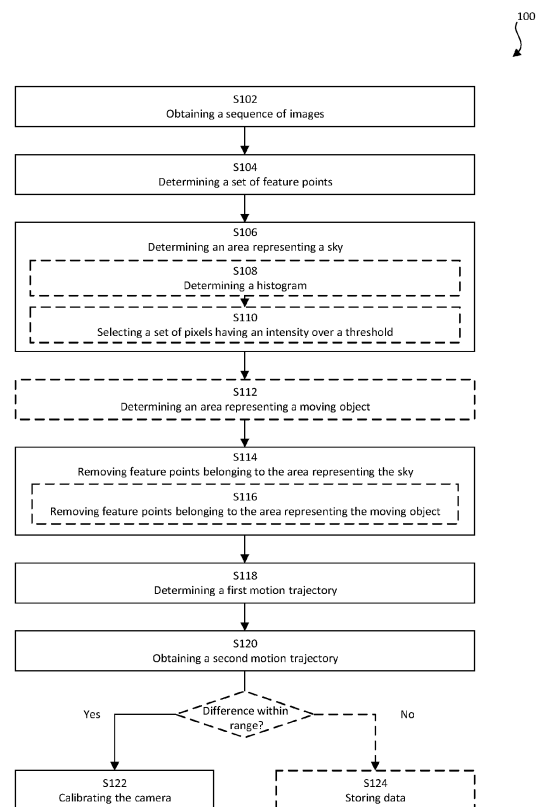 100
S102
Obtaining a sequence of images
S104
Determining a set of feature points
S106
Determining an area representing a sky
S108
Determining a histogram
S110
Selecting a set of pixels having an intensity over a threshold
S112
Determining an area representing a moving object
S114
Removing feature points belonging to the area representing the sky
S116
Removing feature points belonging to the area representing the moving object
S118
Determining a first motion trajectory
S120
Obtaining a second motion trajectory
Difference within
range?
Yes
No
S122
Calibrating the camera
S124
Storing data